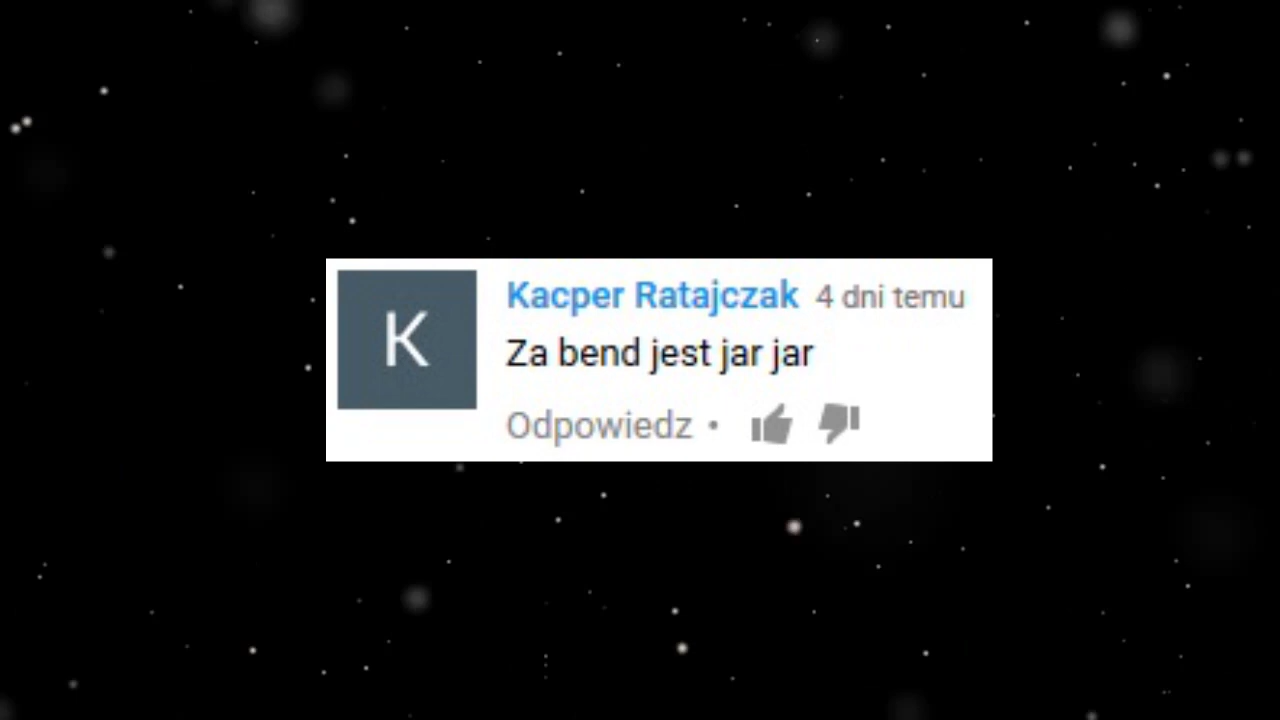 K
Kacper Ratajczak 4 dni temu
Za bend jest jar jar
Odpowiedz •